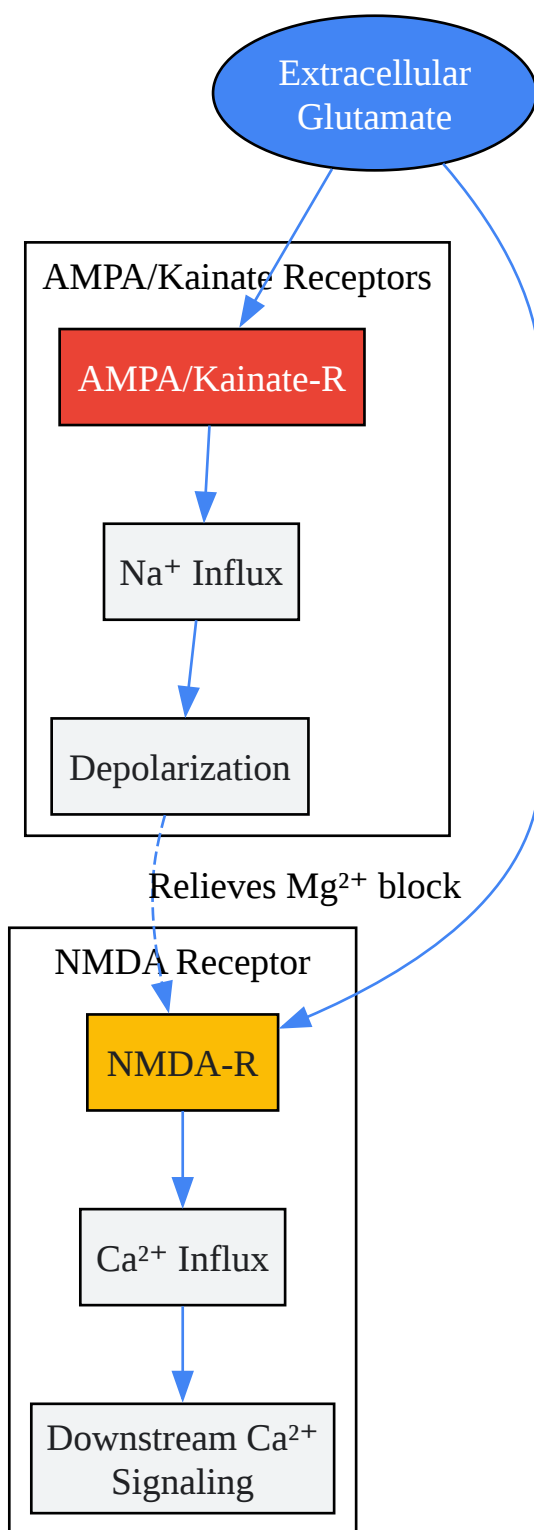 Extracellular
Glutamate
AMPA/Kainate Receptors
AMPA/Kainate-R
Na⁺ Influx
Depolarization
Relieves Mg²⁺ block
NMDA Receptor
NMDA-R
Ca²⁺ Influx
Downstream Ca²⁺
Signaling